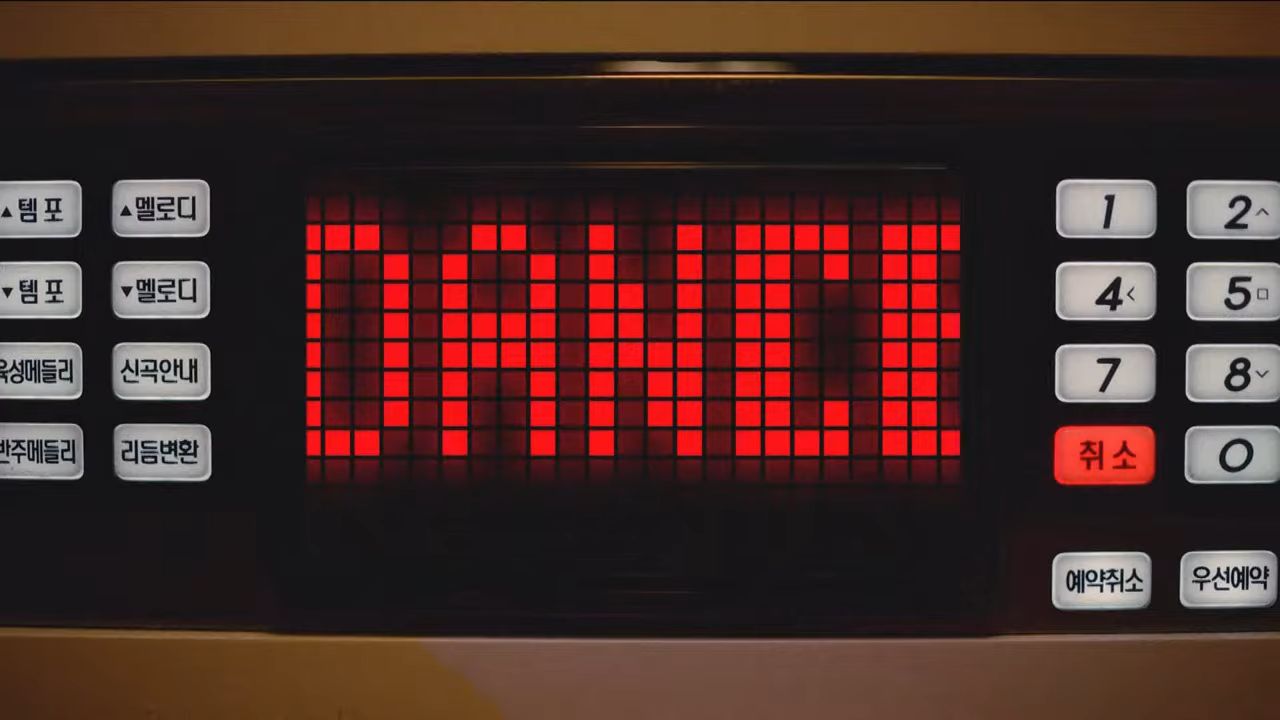 ▲템포 ▲멜로디
▼템포 ▼멜로디
육성메들리 신곡안내
반주메들리 리듬변환
DANCE
1 2^
4< 5□
7 8∨
취소 0
예약취소 우선예약